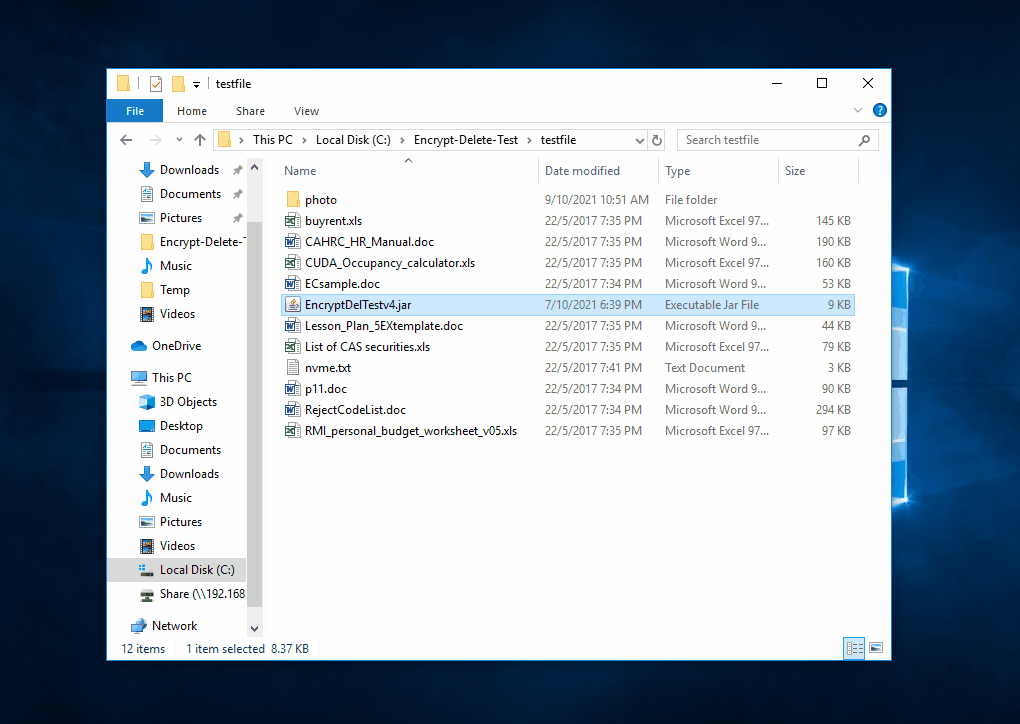 testfile
File Home Share View
This PC Local Disk (C:) Encrypt-Delete-Test testfile Search testfile
Name Date modified Type Size
Downloads
Documents
Pictures
Encrypt-Delete-T
Music
Temp
Videos
OneDrive
This PC
3D Objects
Desktop
Documents
Downloads
Music
Pictures
Videos
Local Disk (C:)
Share (\\192.168
Network
photo 9/10/2021 10:51 AM File folder
buyrent.xls 22/5/2017 7:35 PM Microsoft Excel 97... 145 KB
CAHRC_HR_Manual.doc 22/5/2017 7:35 PM Microsoft Word 9... 190 KB
CUDA_Occupancy_calculator.xls 22/5/2017 7:35 PM Microsoft Excel 97... 160 KB
ECsample.doc 22/5/2017 7:34 PM Microsoft Word 9... 53 KB
EncryptDelTestv4.jar 7/10/2021 6:39 PM Executable Jar File 9 KB
Lesson_Plan_5EXtemplate.doc 22/5/2017 7:35 PM Microsoft Word 9... 44 KB
List of CAS securities.xls 22/5/2017 7:35 PM Microsoft Excel 97... 79 KB
nvme.txt 22/5/2017 7:41 PM Text Document 3 KB
p11.doc 22/5/2017 7:34 PM Microsoft Word 9... 90 KB
RejectCodeList.doc 22/5/2017 7:34 PM Microsoft Word 9... 294 KB
RMI_personal_budget_worksheet_v05.xls 22/5/2017 7:35 PM Microsoft Excel 97... 97 KB
12 items 1 item selected 8.37 KB